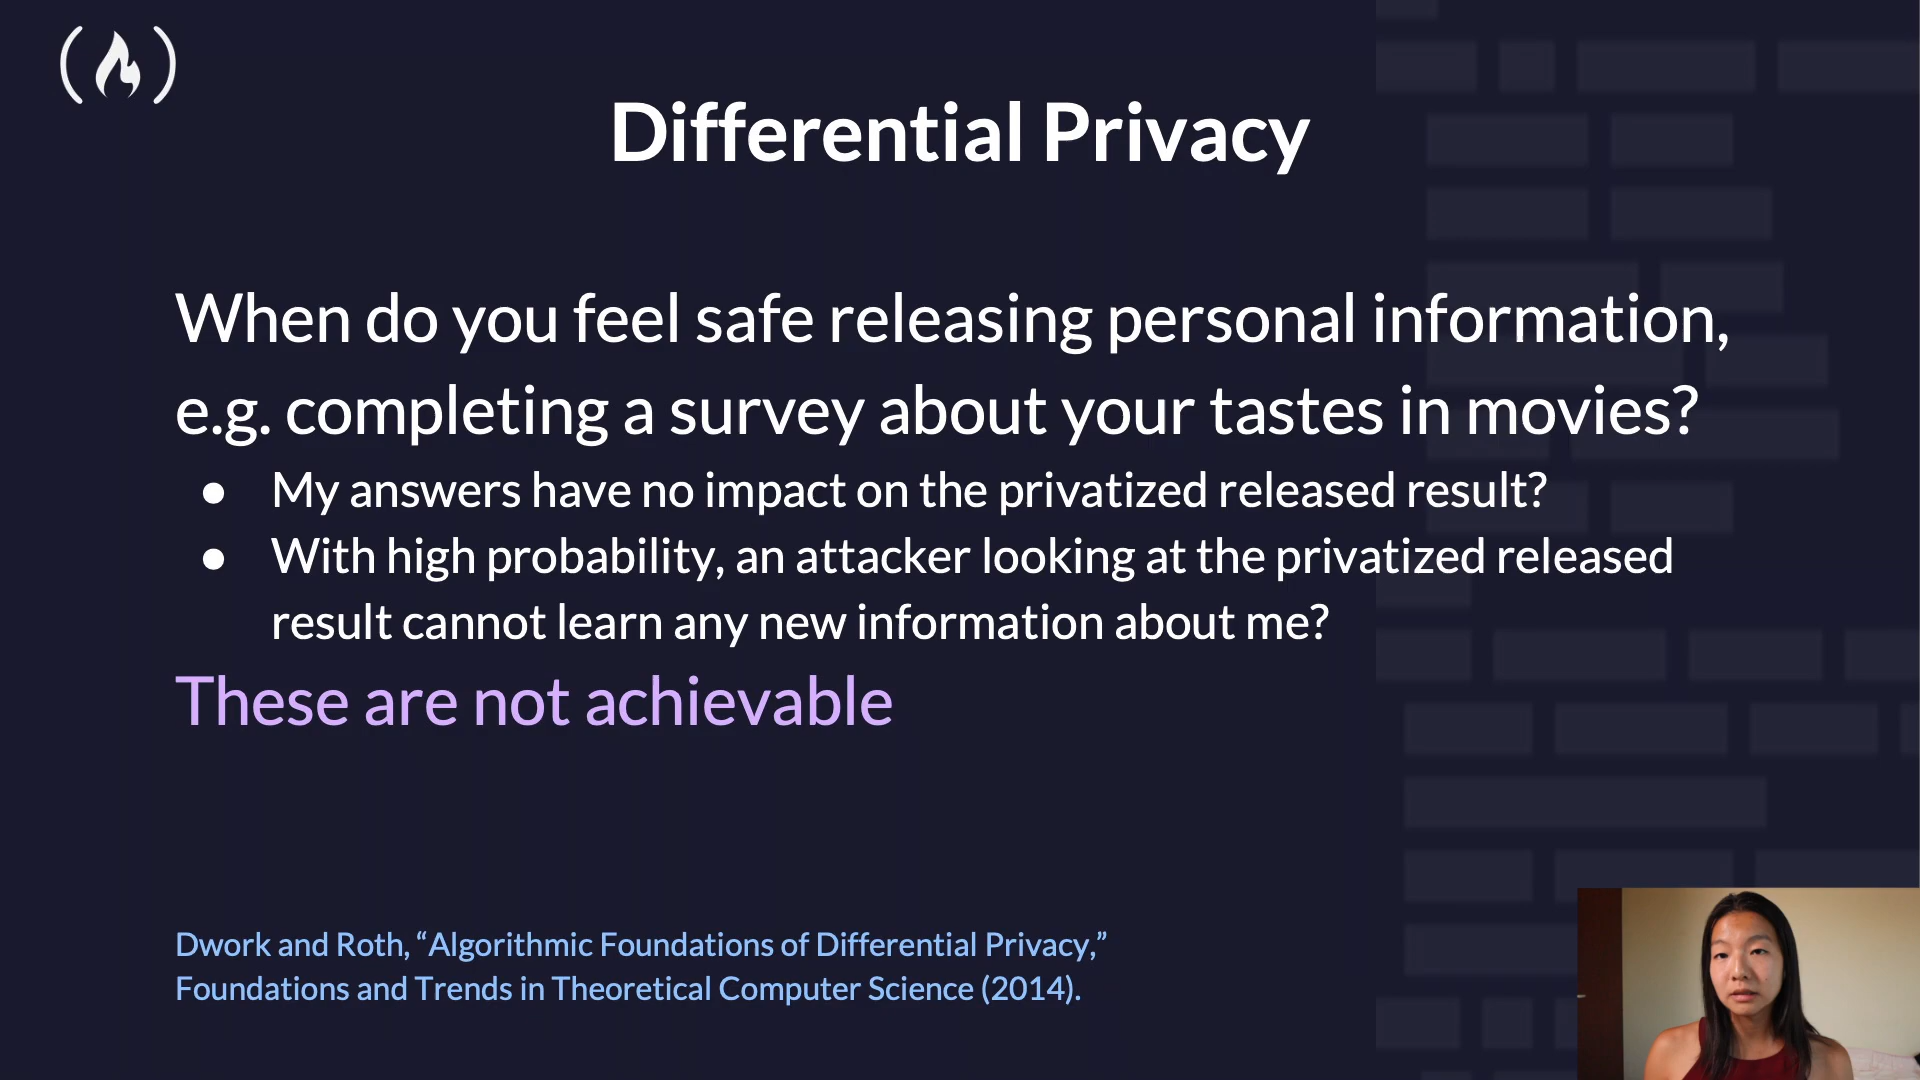 Differential Privacy
When do you feel safe releasing personal information,
e.g. completing a survey about your tastes in movies?
● My answers have no impact on the privatized released result?
● With high probability, an attacker looking at the privatized released
result cannot learn any new information about me?
These are not achievable
Dwork and Roth, “Algorithmic Foundations of Differential Privacy,”
Foundations and Trends in Theoretical Computer Science (2014).